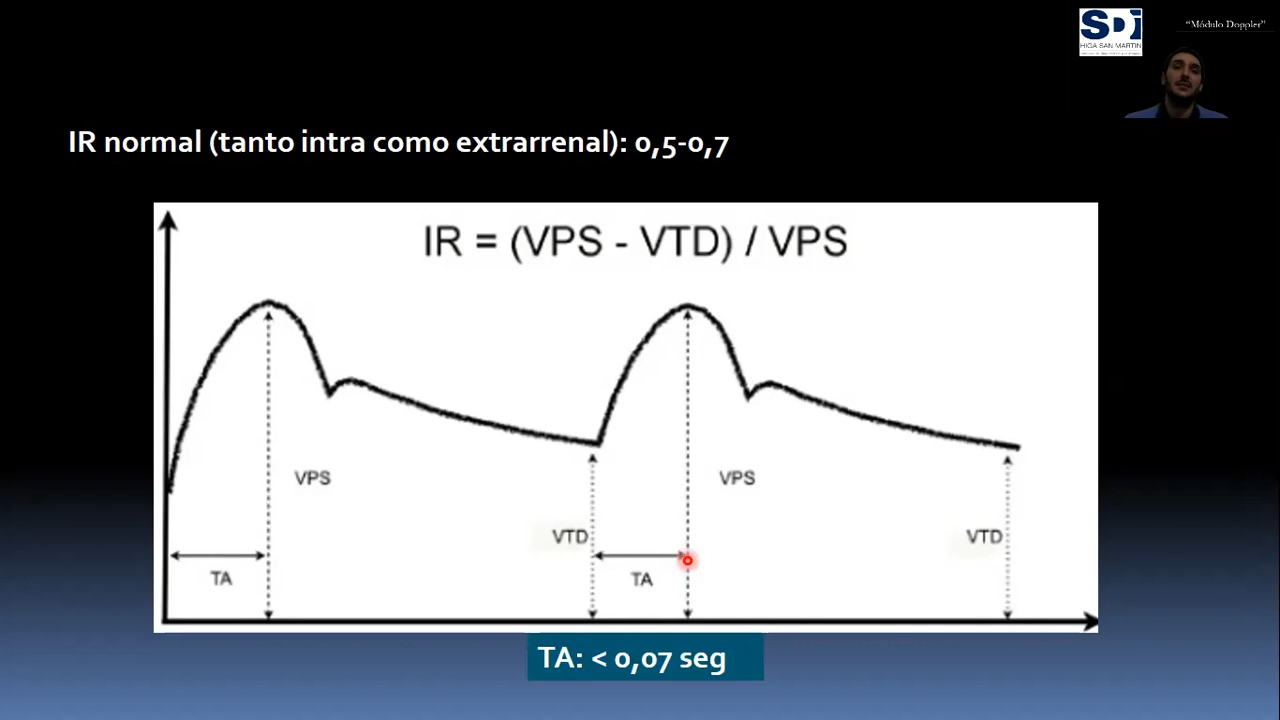 SDI
HIGA SAN MARTIN
“Módulo Doppler”
IR normal (tanto intra como extrarrenal): 0,5-0,7
IR = (VPS - VTD) / VPS
VPS
VPS
VTD
VTD
TA
TA
TA: < 0,07 seg